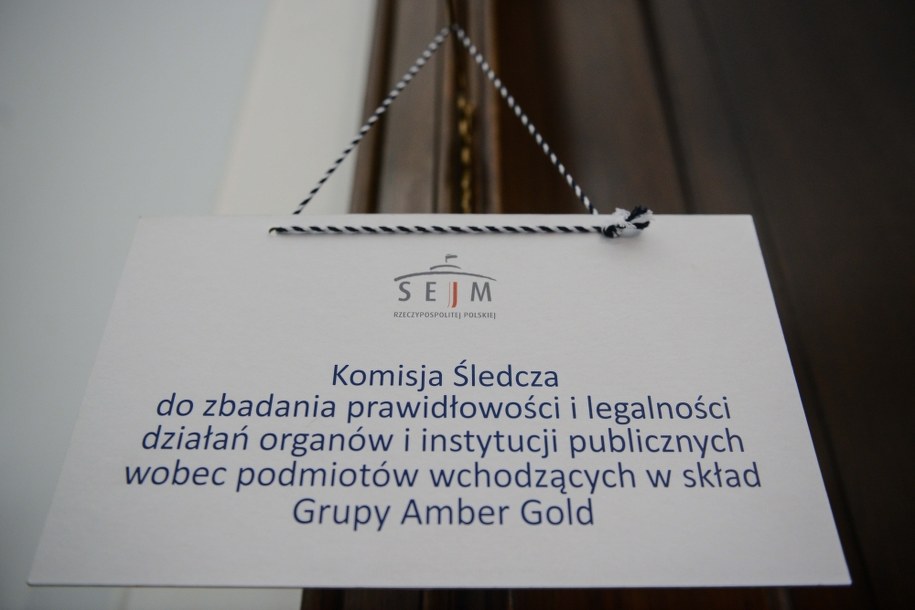 SEJM
RZECZYPOSPOLITEJ POLSKIEJ
Komisja Śledcza
do zbadania prawidłowości i legalności
działań organów i instytucji publicznych
wobec podmiotów wchodzących w skład
Grupy Amber Gold